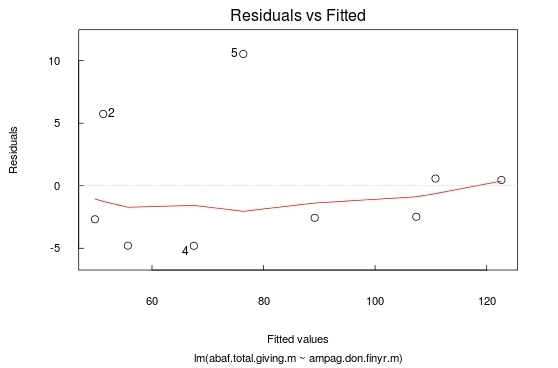 Residuals vs Fitted
Residuals
10
5
0
-5
5
2
4
60 80 100 120
Fitted values
lm(abaf.total.giving.m ~ ampag.don.finyr.m)